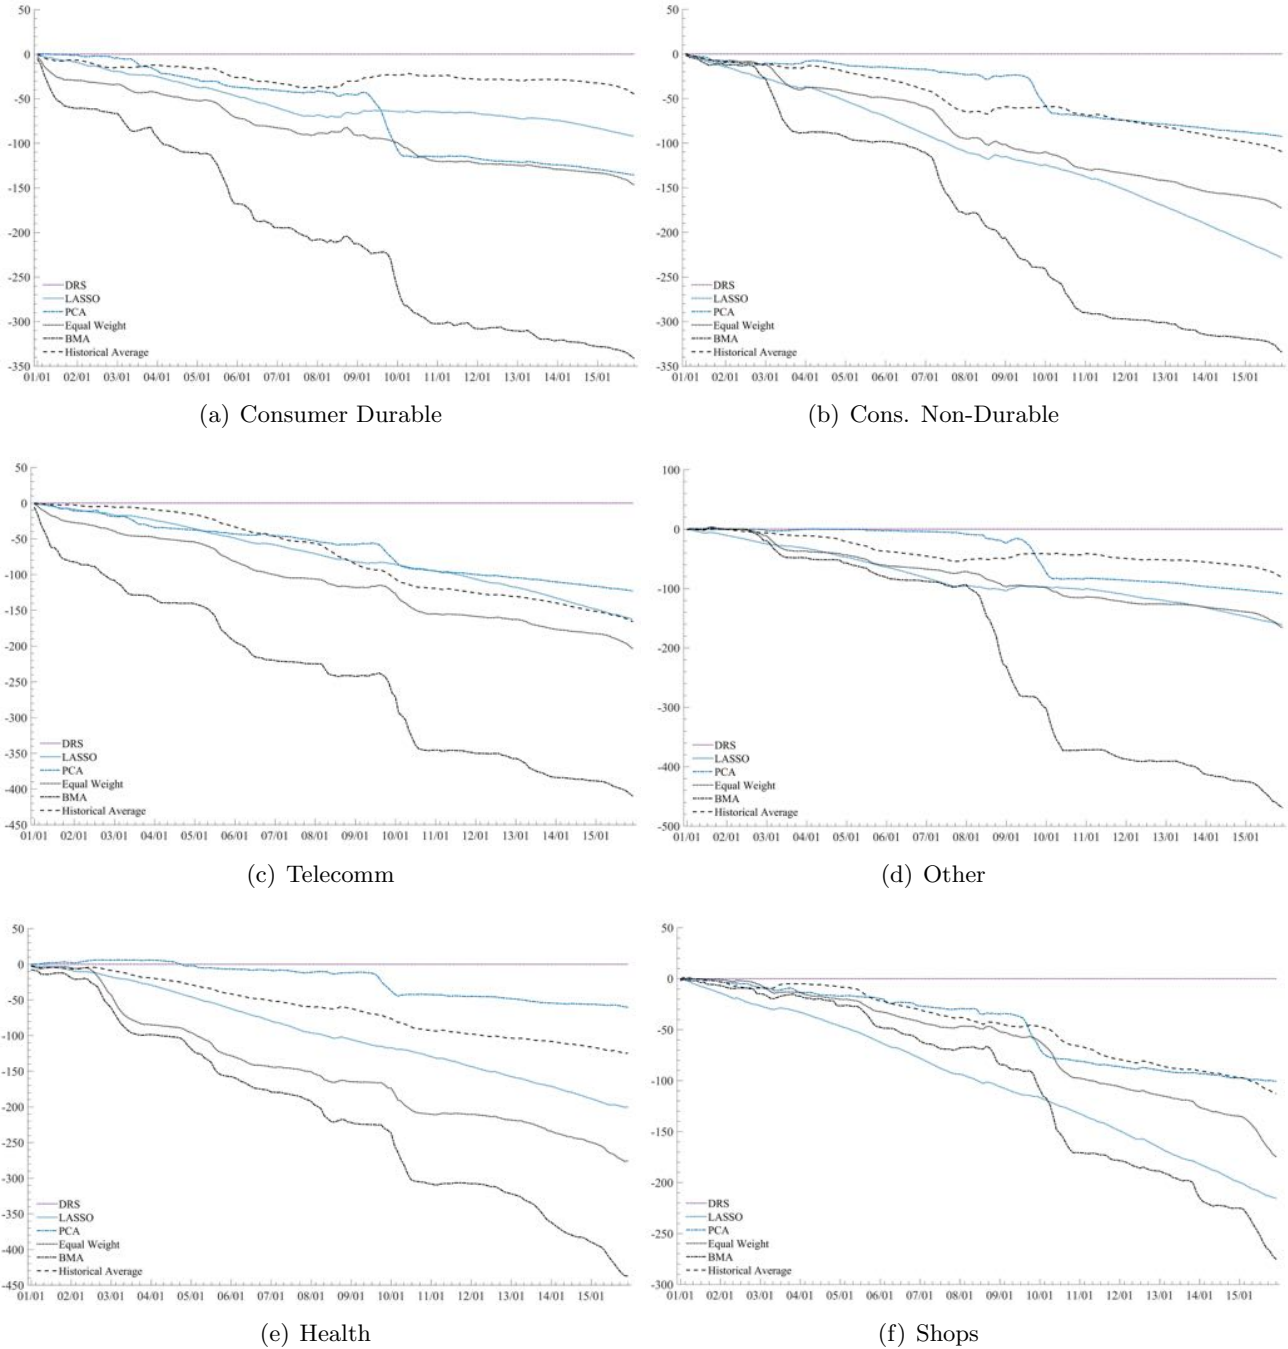 50
0
-50
-100
-150
-200
-250
-300
-350
01/01 02/01 03/01 04/01 05/01 06/01 07/01 08/01 09/01 10/01 11/01 12/01 13/01 14/01 15/01
DRS
LASSO
PCA
Equal Weight
BMA
Historical Average
(a) Consumer Durable
50
0
-50
-100
-150
-200
-250
-300
-350
01/01 02/01 03/01 04/01 05/01 06/01 07/01 08/01 09/01 10/01 11/01 12/01 13/01 14/01 15/01
DRS
LASSO
PCA
Equal Weight
BMA
Historical Average
(b) Cons. Non-Durable
50
0
-50
-100
-150
-200
-250
-300
-350
-400
-450
01/01 02/01 03/01 04/01 05/01 06/01 07/01 08/01 09/01 10/01 11/01 12/01 13/01 14/01 15/01
DRS
LASSO
PCA
Equal Weight
BMA
Historical Average
(c) Telecomm
100
0
-100
-200
-300
-400
-500
01/01 02/01 03/01 04/01 05/01 06/01 07/01 08/01 09/01 10/01 11/01 12/01 13/01 14/01 15/01
DRS
LASSO
PCA
Equal Weight
BMA
Historical Average
(d) Other
50
0
-50
-100
-150
-200
-250
-300
-350
-400
-450
01/01 02/01 03/01 04/01 05/01 06/01 07/01 08/01 09/01 10/01 11/01 12/01 13/01 14/01 15/01
DRS
LASSO
PCA
Equal Weight
BMA
Historical Average
(e) Health
50
0
-50
-100
-150
-200
-250
-300
01/01 02/01 03/01 04/01 05/01 06/01 07/01 08/01 09/01 10/01 11/01 12/01 13/01 14/01 15/01
DRS
LASSO
PCA
Equal Weight
BMA
Historical Average
(f) Shops